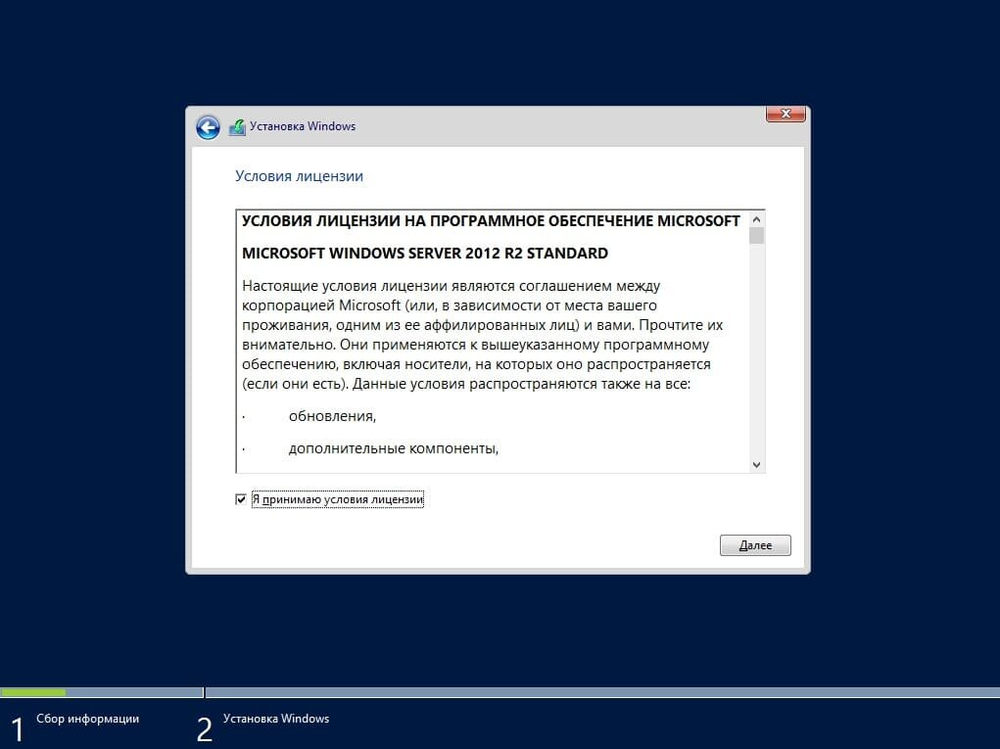 Установка Windows
Условия лицензии
УСЛОВИЯ ЛИЦЕНЗИИ НА ПРОГРАММНОЕ ОБЕСПЕЧЕНИЕ MICROSOFT
MICROSOFT WINDOWS SERVER 2012 R2 STANDARD
Настоящие условия лицензии являются соглашением между
корпорацией Microsoft (или, в зависимости от места вашего
проживания, одним из ее аффилированных лиц) и вами. Прочтите их
внимательно. Они применяются к вышеуказанному программному
обеспечению, включая носители, на которых оно распространяется
(если они есть). Данные условия распространяются также на все:
· обновления,
· дополнительные компоненты,
Я принимаю условия лицензии
Далее
1 Сбор информации
2 Установка Windows